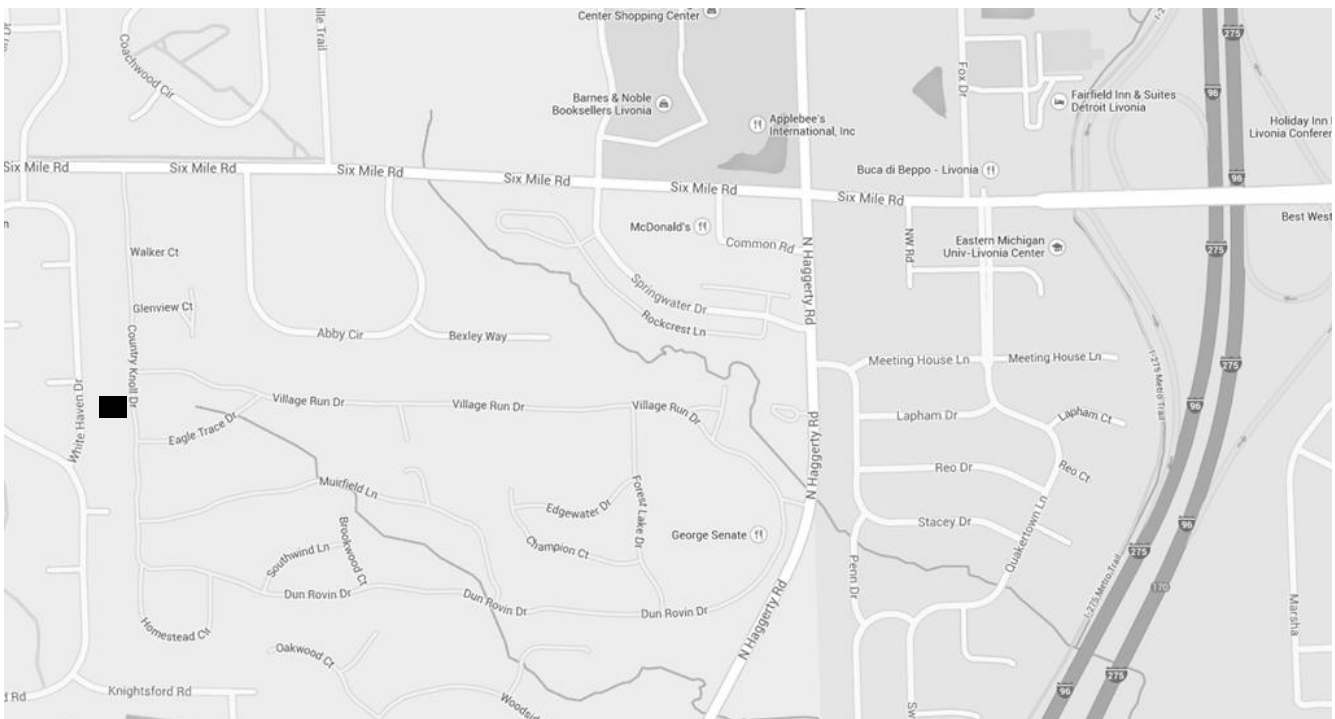 Center Shopping Center
ille Trail
Coachwood Cir
Fox Dr
I-275
96
275
Barnes & Noble
Booksellers Livonia
Fairfield Inn & Suites
Detroit Livonia
Applebee's
International, Inc
Holiday Inn
Livonia Conferen
Buca di Beppo - Livonia
Six Mile Rd
Six Mile Rd
Six Mile Rd
Six Mile Rd
Six Mile Rd
Six Mile Rd
96
Best West
McDonald's
Common Rd
N Haggerty Rd
NW Rd
Eastern Michigan
Univ-Livonia Center
275
Walker Ct
Glenview Ct
Springwater Dr
Rockcrest Ln
Abby Cir
Bexley Way
Country Knoll Dr
White Haven Dr
Meeting House Ln
Meeting House Ln
I-275 Metro Trail
275
96
Village Run Dr
Village Run Dr
Village Run Dr
Eagle Trace Dr
N Haggerty Rd
Lapham Dr
Lapham Ct
Reo Dr
Reo Ct
Muirfield Ln
Edgewater Dr
Forest Lake Dr
Champion Ct
George Senate
Stacey Dr
Quakertown Ln
96
275
Southwind Ln
Brookwood Ct
Dun Rovin Dr
Dun Rovin Dr
Dun Rovin Dr
Penn Dr
N Haggerty Rd
I-275 Metro Trail
170
Marsha
Homestead Cir
Oakwood Ct
Knightsford Rd
d Rd
Woodsid
Sw
275
96